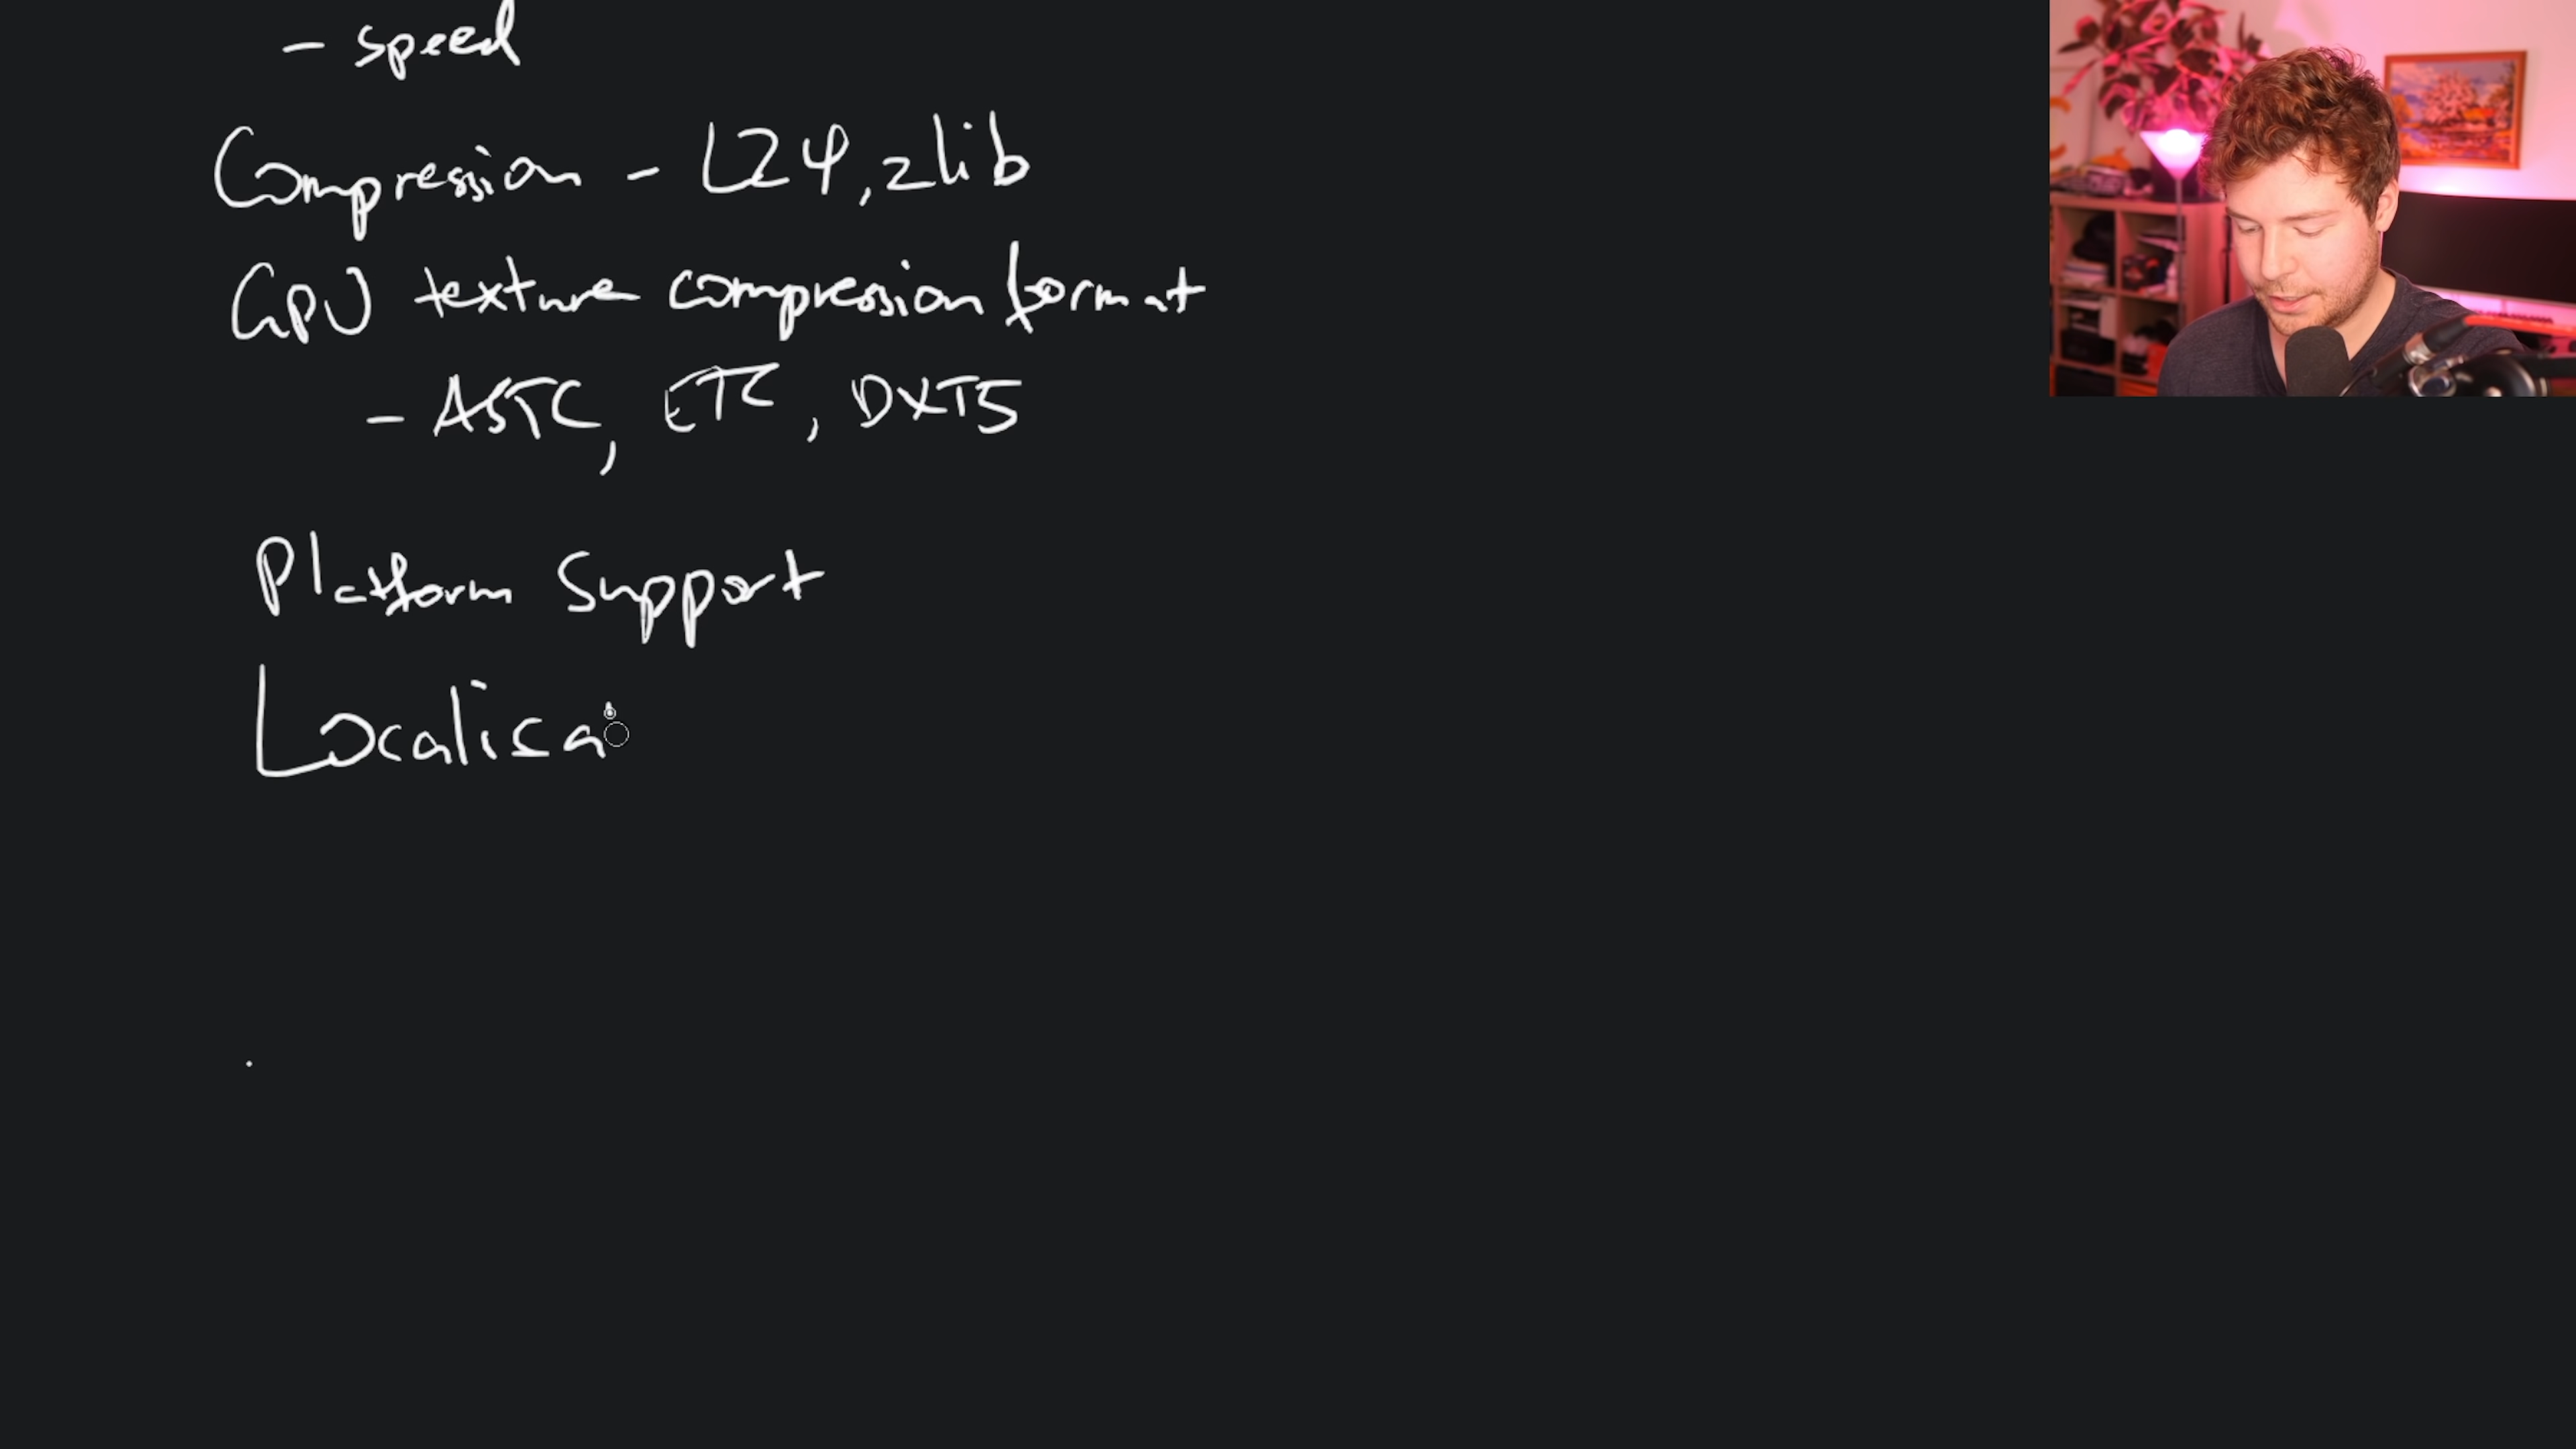 - speed
Compression - LZ4, zlib
GPU texture compression format
- ASTC, ETC, DXT5
Platform Support
Localisa